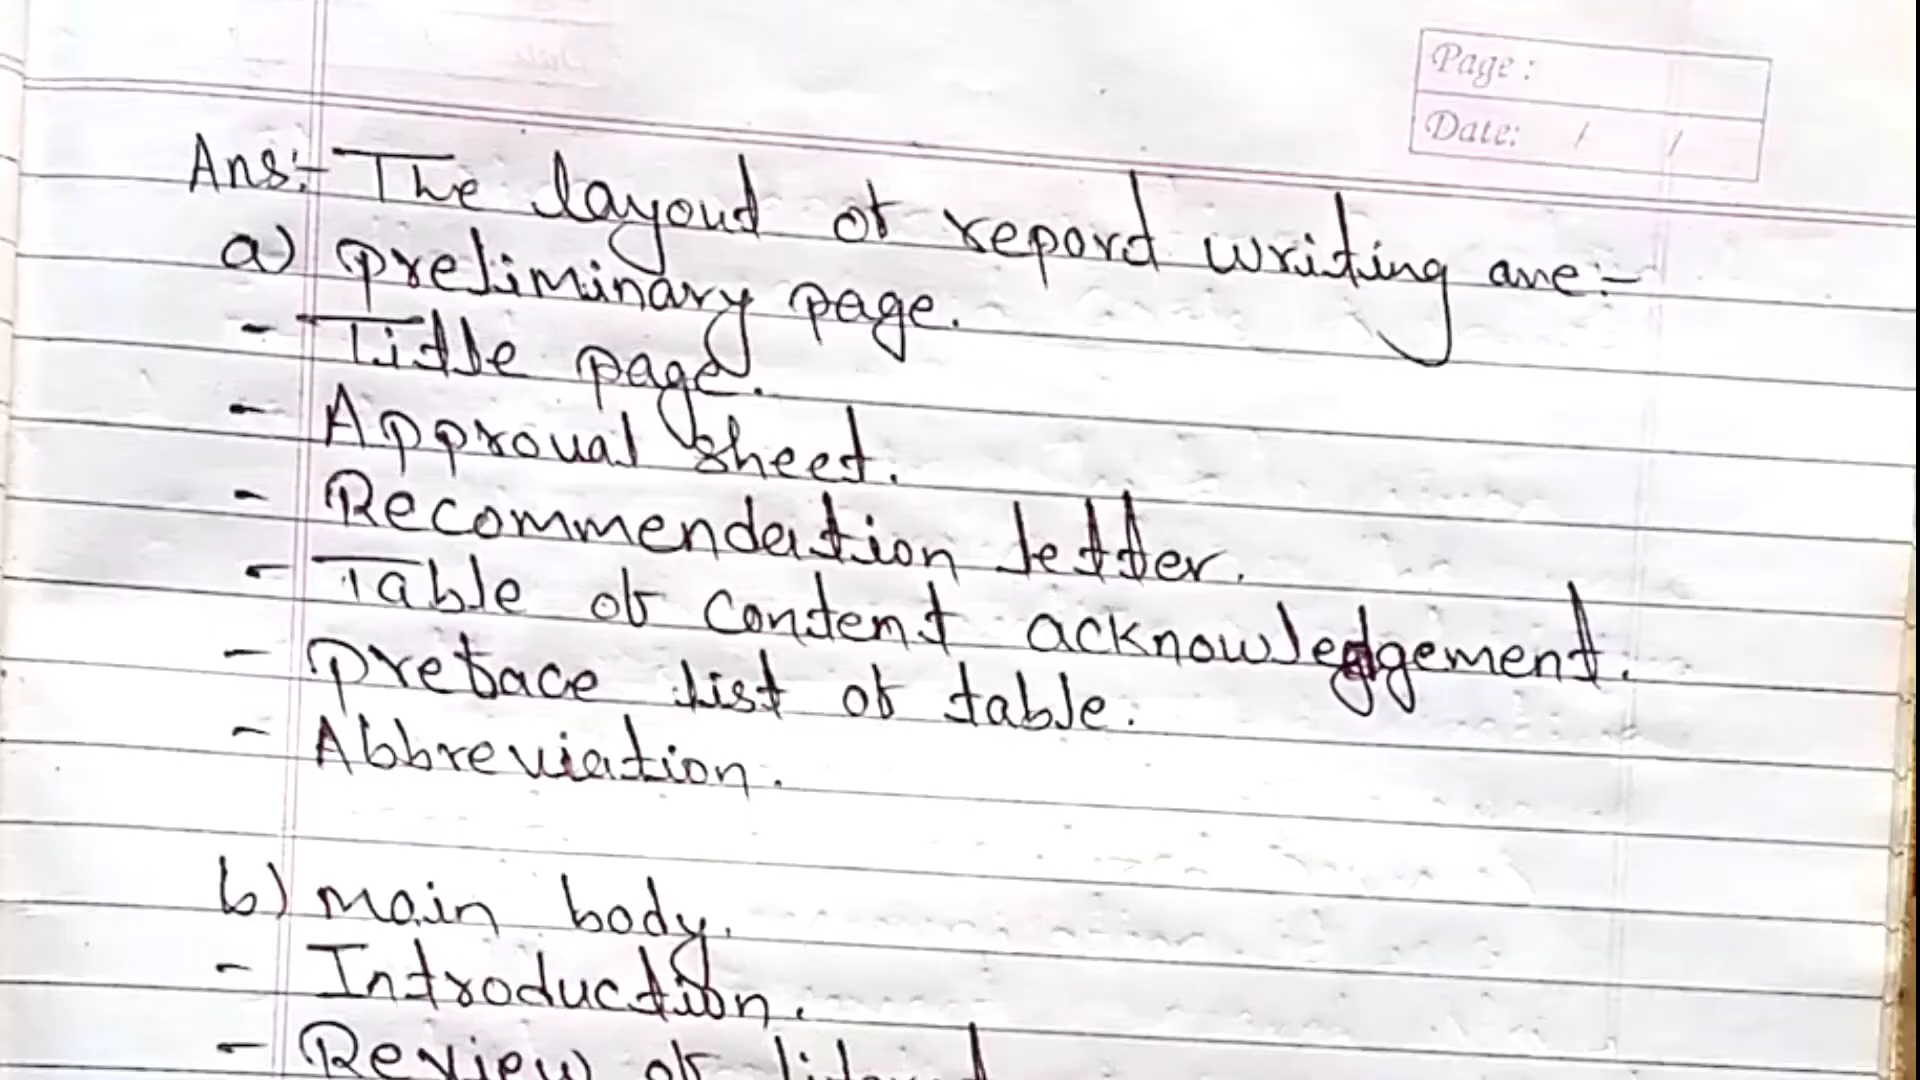 Page :
Date: / /
Ans:- The layout of report writing are:-
a) preliminary page.
- Title page.
- Approval sheet.
- Recommendation letter.
- Table of content acknowledgement.
- preface list of table.
- Abbreviation.
b) main body.
- Introduction.
- Review of